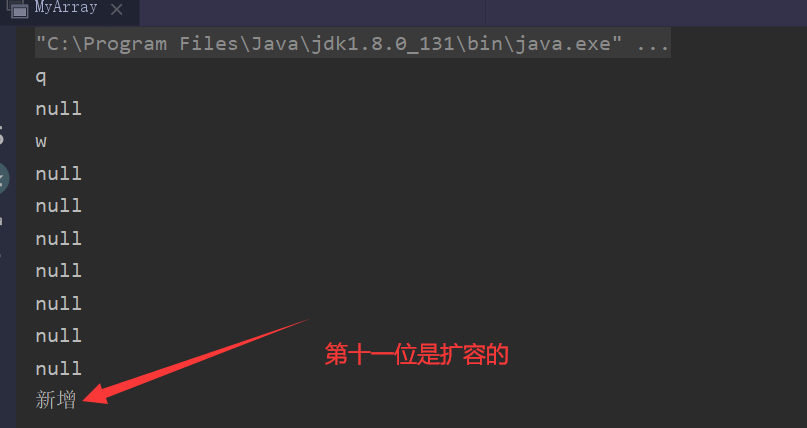 MyArray
"C:\Program Files\Java\jdk1.8.0_131\bin\java.exe" ...
q
null
w
null
null
null
null
null
null
null
第十一位是扩容的
新增